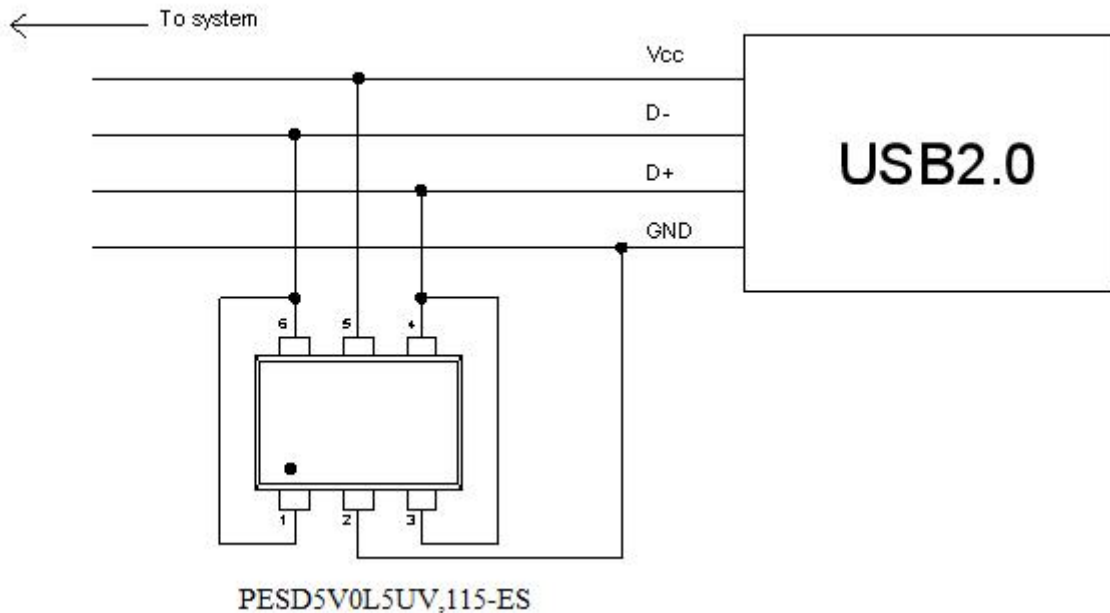 To system
Vcc
D-
D+
GND
USB2.0
6 5 4
1 2 3
PESD5V0L5UV,115-ES